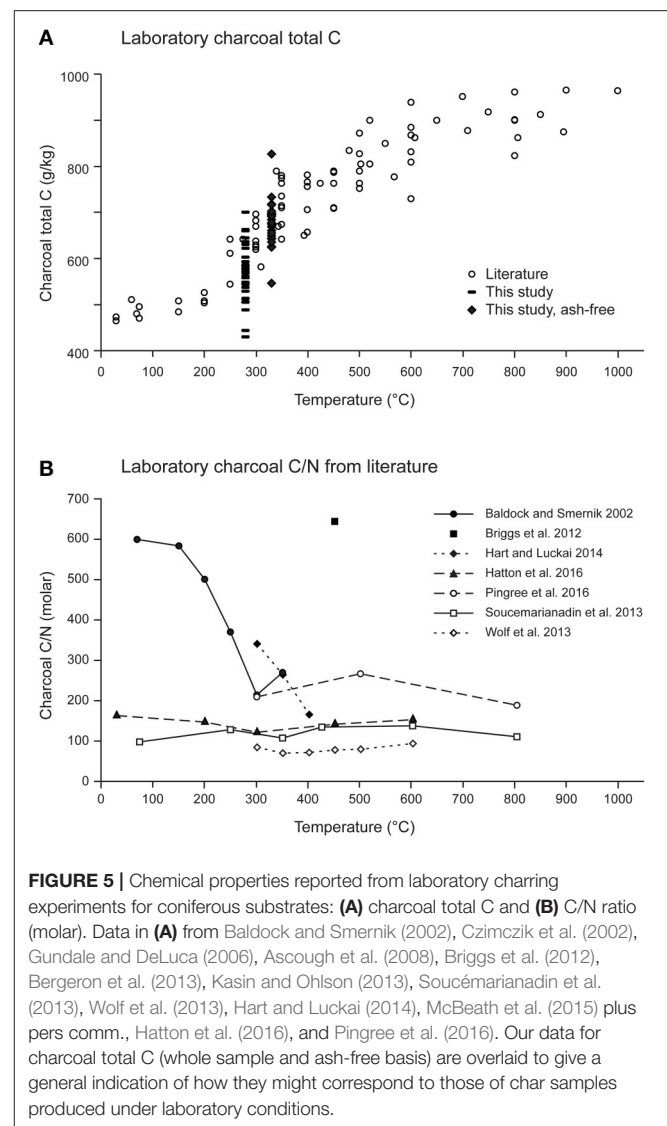 A Laboratory charcoal total C
1000
800
600
400
Charcoal total C (g/kg)
Literature
This study
This study, ash-free
0 100 200 300 400 500 600 700 800 900 1000
Temperature (°C)
B Laboratory charcoal C/N from literature
700
600
500
400
300
200
100
0
Charcoal C/N (molar)
Baldock and Smernik 2002
Briggs et al. 2012
Hart and Luckai 2014
Hatton et al. 2016
Pingree et al. 2016
Soucemarianadin et al. 2013
Wolf et al. 2013
0 100 200 300 400 500 600 700 800 900 1000
Temperature (°C)
FIGURE 5 | Chemical properties reported from laboratory charring
experiments for coniferous substrates: (A) charcoal total C and (B) C/N ratio
(molar). Data in (A) from Baldock and Smernik (2002), Czimczik et al. (2002),
Gundale and DeLuca (2006), Ascough et al. (2008), Briggs et al. (2012),
Bergeron et al. (2013), Kasin and Ohlson (2013), Soucémarianadin et al.
(2013), Wolf et al. (2013), Hart and Luckai (2014), McBeath et al. (2015) plus
pers comm., Hatton et al. (2016), and Pingree et al. (2016). Our data for
charcoal total C (whole sample and ash-free basis) are overlaid to give a
general indication of how they might correspond to those of char samples
produced under laboratory conditions.